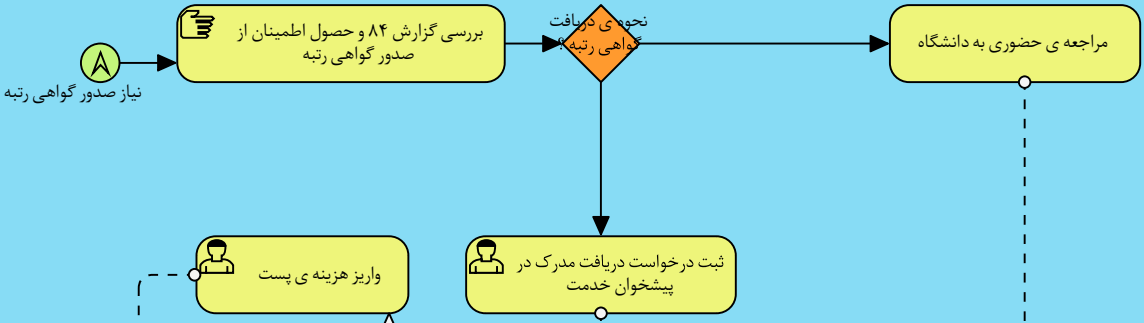 بررسی گزارش ۸۴ و حصول اطمینان از
صدور گواهی رتبه
نیاز صدور گواهی رتبه
نحوه ی دریافت
گواهی رتبه ؟
مراجعه ی حضوری به دانشگاه
ثبت درخواست دریافت مدرک در
پیشخوان خدمت
واریز هزینه ی پست